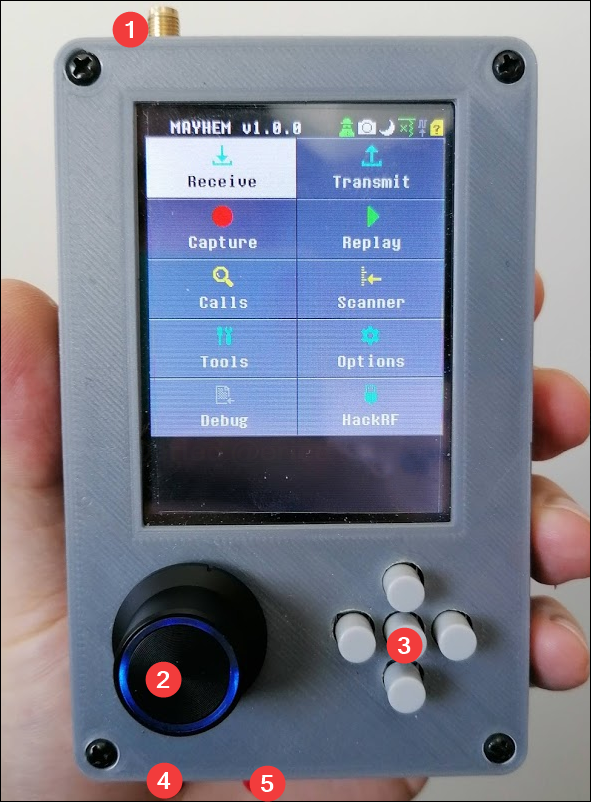 1
MAYHEM v1.0.0 ?
Receive Transmit
Capture Replay
Calls Scanner
Tools Options
Debug HackRF
3
2
4 5